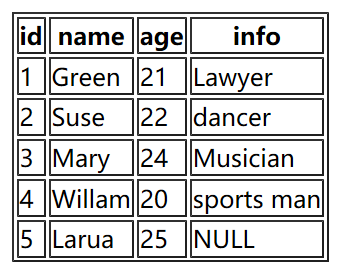 id name age info
1 Green 21 Lawyer
2 Suse 22 dancer
3 Mary 24 Musician
4 Willam 20 sports man
5 Larua 25 NULL